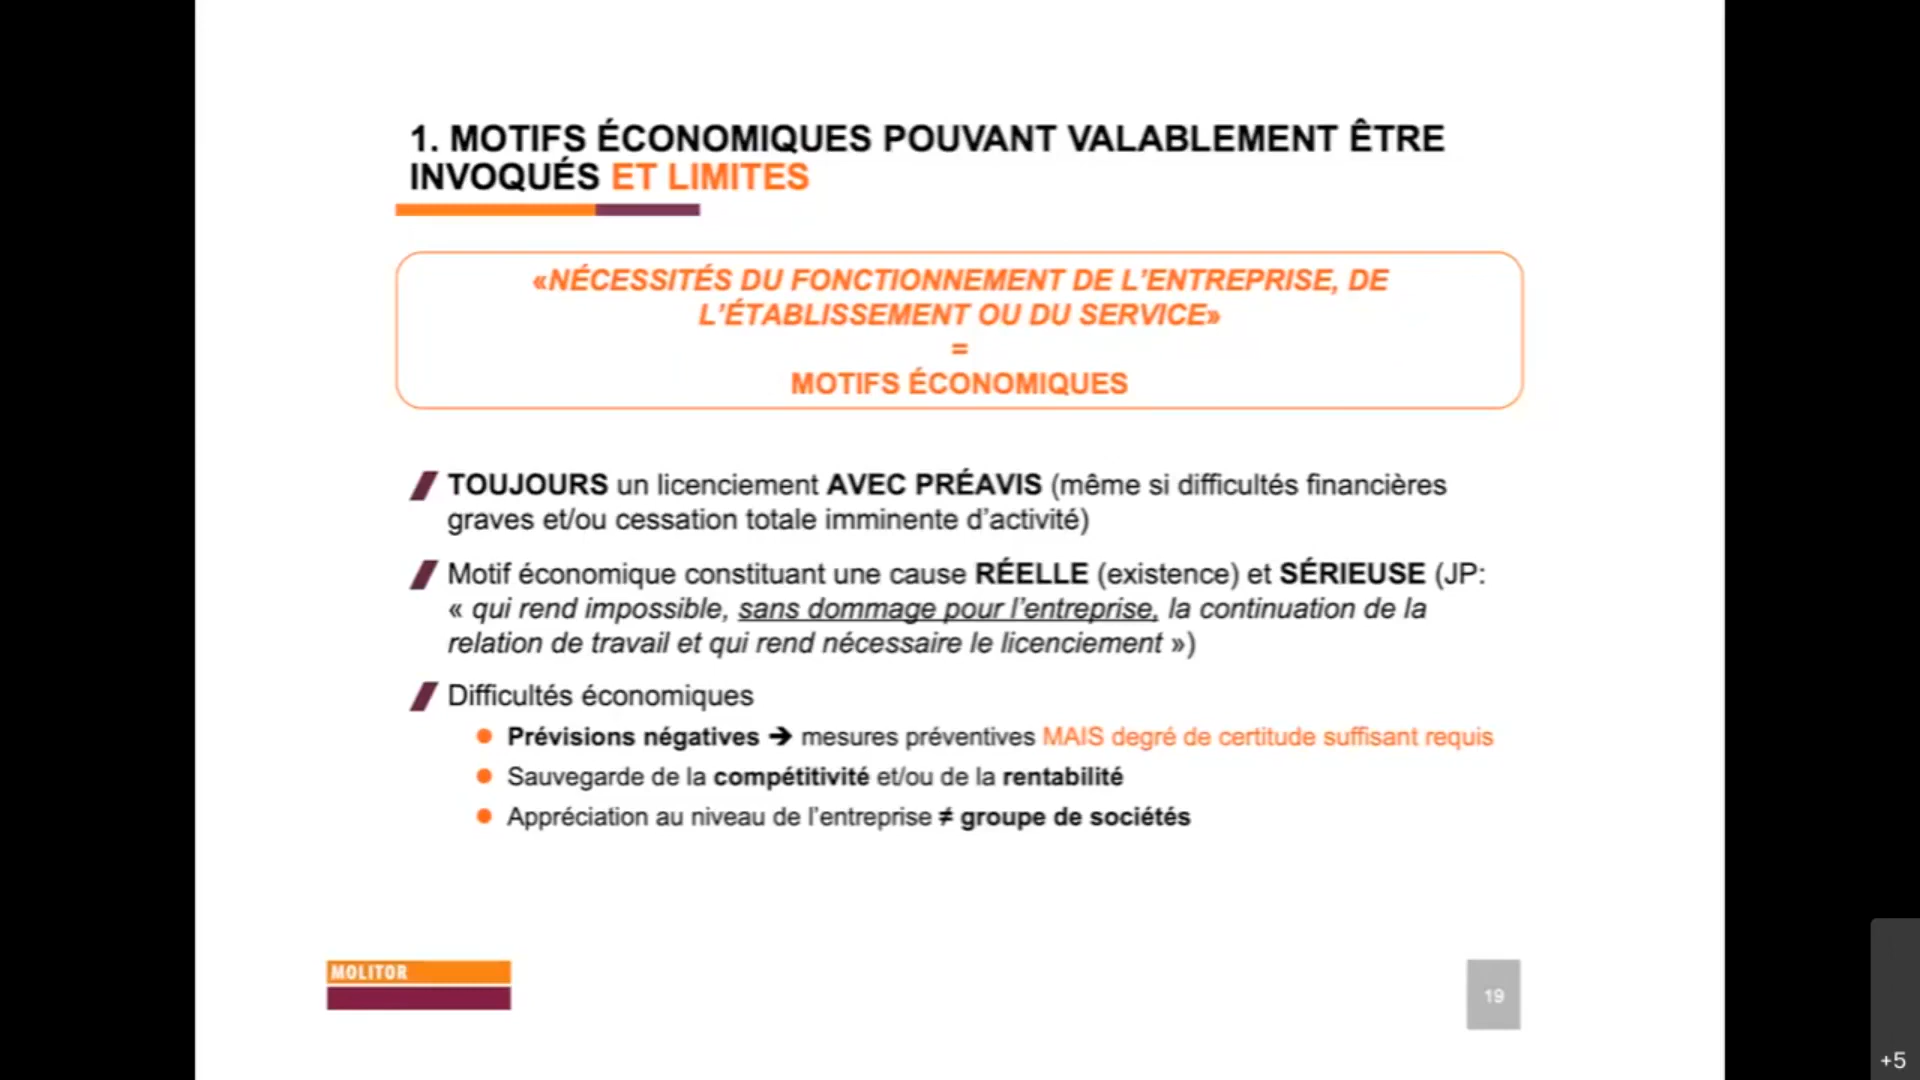 1. MOTIFS ÉCONOMIQUES POUVANT VALABLEMENT ÊTRE
INVOQUÉS ET LIMITES
«NÉCESSITÉS DU FONCTIONNEMENT DE L’ENTREPRISE, DE
L’ÉTABLISSEMENT OU DU SERVICE»
=
MOTIFS ÉCONOMIQUES
TOUJOURS un licenciement AVEC PRÉAVIS (même si difficultés financières
graves et/ou cessation totale imminente d’activité)
Motif économique constituant une cause RÉELLE (existence) et SÉRIEUSE (JP:
« qui rend impossible, sans dommage pour l’entreprise, la continuation de la
relation de travail et qui rend nécessaire le licenciement »)
Difficultés économiques
Prévisions négatives ➔ mesures préventives MAIS degré de certitude suffisant requis
Sauvegarde de la compétitivité et/ou de la rentabilité
Appréciation au niveau de l’entreprise ≠ groupe de sociétés
MOLITOR
19
+5